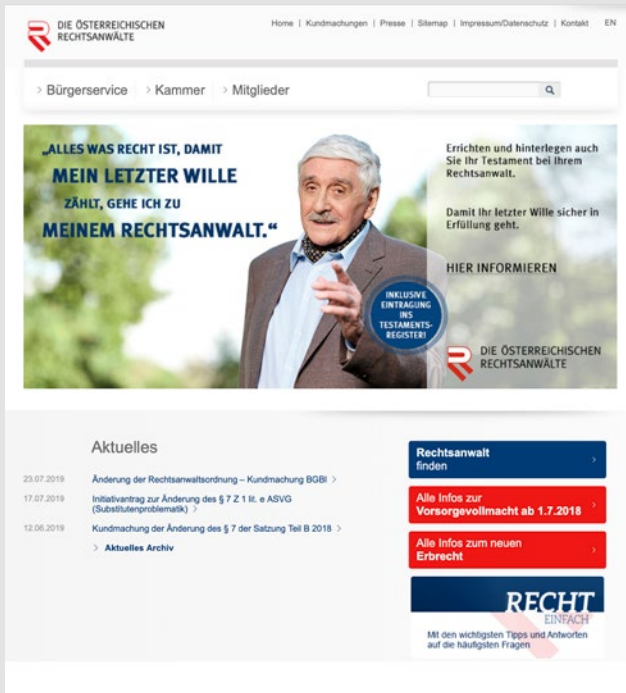 DIE ÖSTERREICHISCHEN
RECHTSANWÄLTE
Home | Kundmachungen | Presse | Sitemap | Impressum/Datenschutz | Kontakt EN
> Bürgerservice > Kammer > Mitglieder
„ALLES WAS RECHT IST, DAMIT
MEIN LETZTER WILLE
ZÄHLT, GEHE ICH ZU
MEINEM RECHTSANWALT.“
Errichten und hinterlegen auch
Sie Ihr Testament bei Ihrem
Rechtsanwalt.
Damit Ihr letzter Wille sicher in
Erfüllung geht.
HIER INFORMIEREN
INKLUSIVE
EINTRAGUNG
INS
TESTAMENTS-
REGISTER!
DIE ÖSTERREICHISCHEN
RECHTSANWÄLTE
Aktuelles
23.07.2019 Änderung der Rechtsanwaltsordnung – Kundmachung BGBl >
17.07.2019 Initiativantrag zur Änderung des § 7 Z 1 lit. e ASVG
(Substitutenproblematik) >
12.06.2019 Kundmachung der Änderung des § 7 der Satzung Teil B 2018 >
> Aktuelles Archiv
Rechtsanwalt
finden
Alle Infos zur
Vorsorgevollmacht ab 1.7.2018
Alle Infos zum neuen
Erbrecht
RECHT
EINFACH
Mit den wichtigsten Tipps und Antworten
auf die häufigsten Fragen